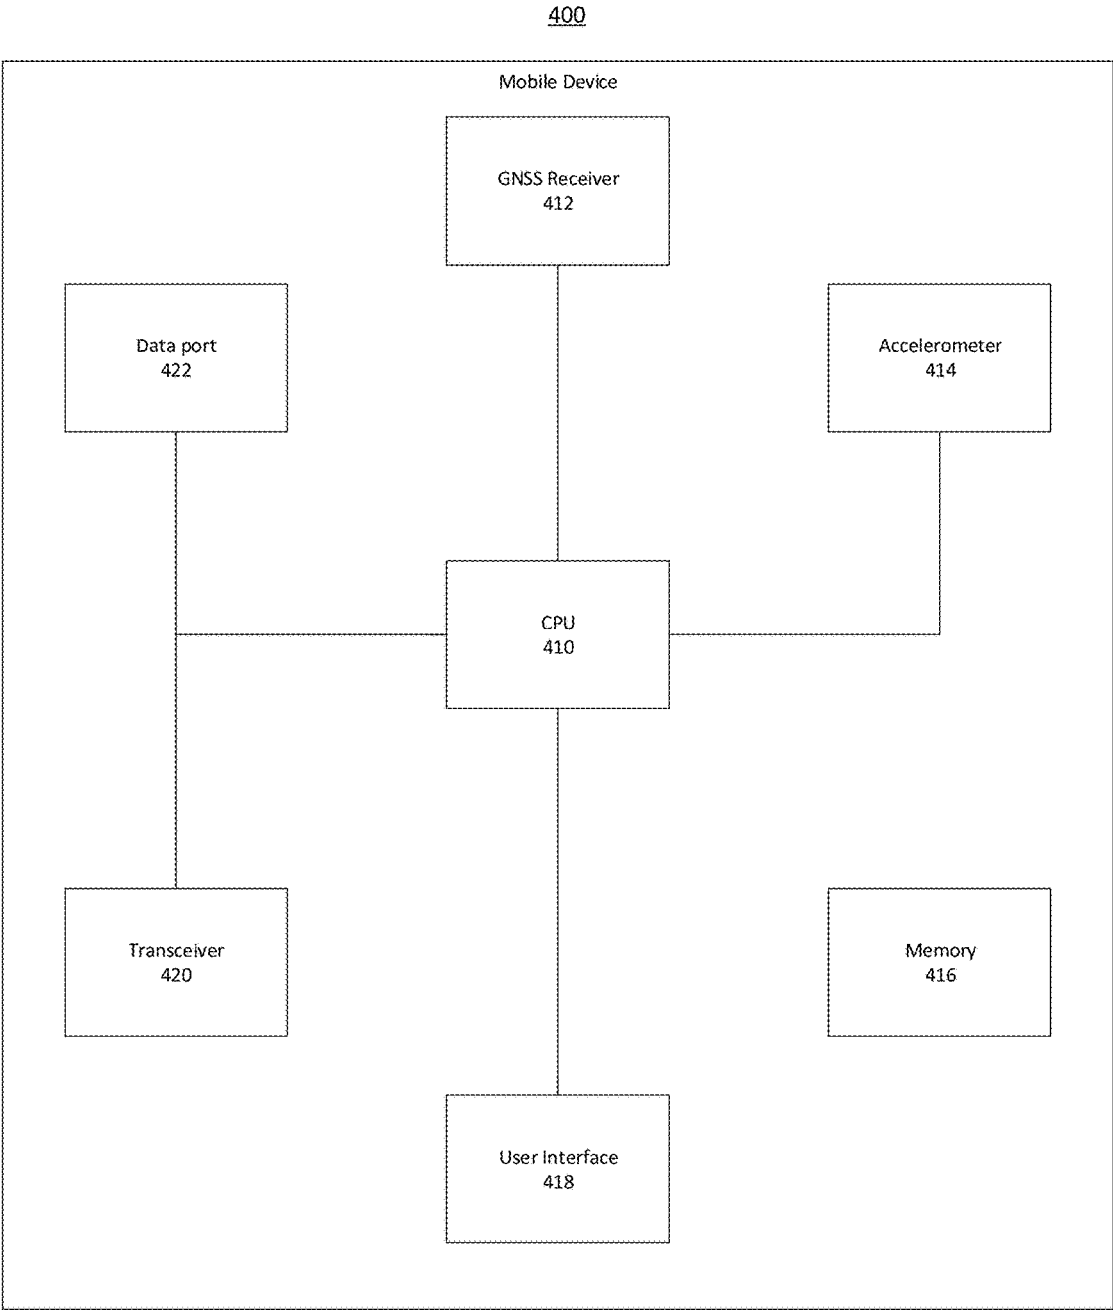 400
Mobile Device
GNSS Receiver
412
Data port
422
Accelerometer
414
CPU
410
Transceiver
420
Memory
416
User Interface
418